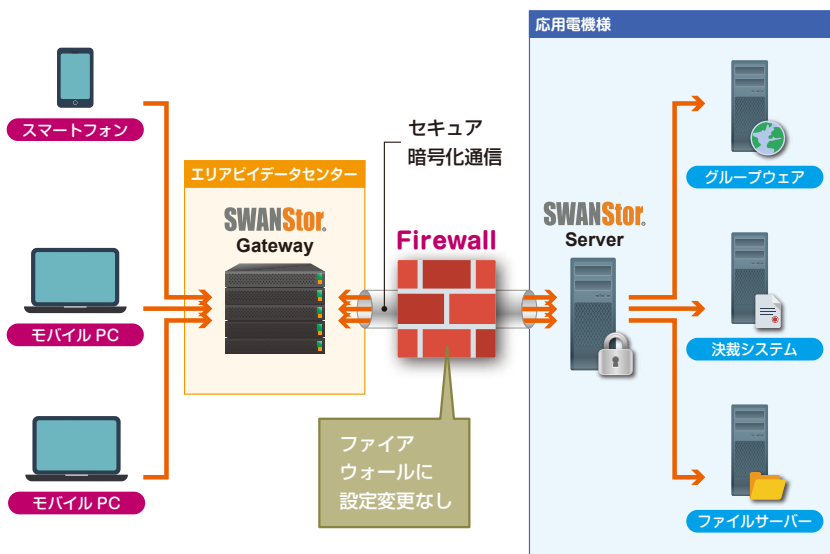 応用電機様
スマートフォン
セキュア
暗号化通信
エリアビイデータセンター
グループウェア
SWANStor.
Gateway
Firewall
SWANStor.
Server
モバイル PC
決裁システム
ファイア
ウォールに
設定変更なし
モバイル PC
ファイルサーバー